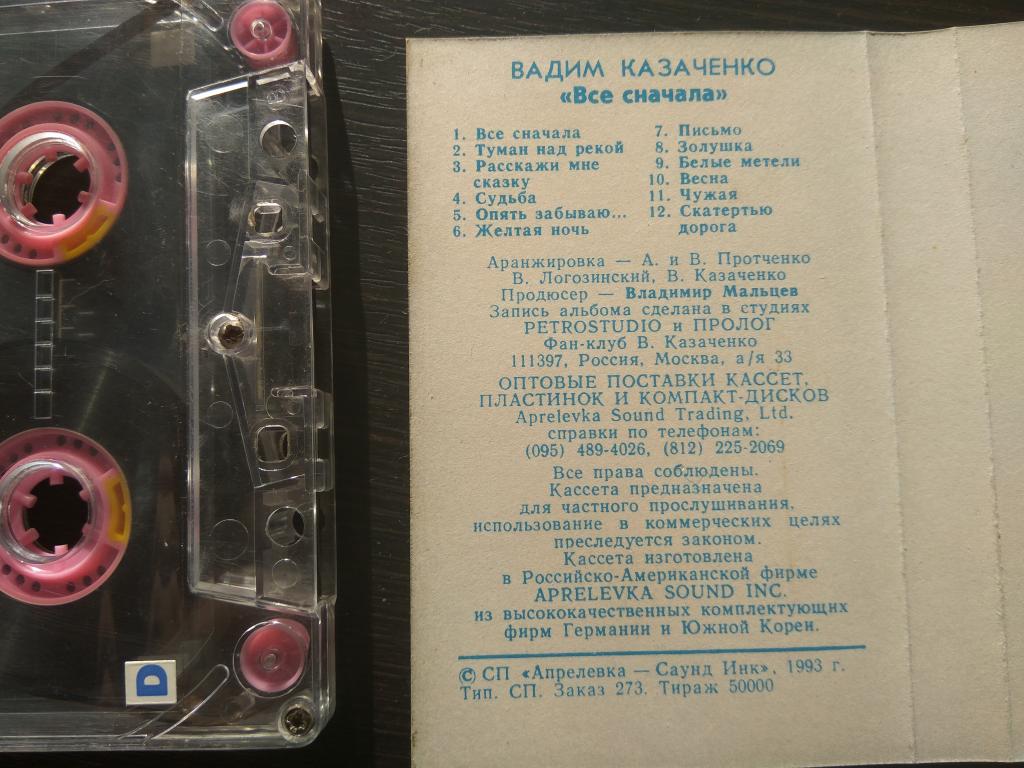 ВАДИМ КАЗАЧЕНКО
«Все сначала»
1. Все сначала
2. Туман над рекой
3. Расскажи мне
сказку
4. Судьба
5. Опять забываю...
6. Желтая ночь
7. Письмо
8. Золушка
9. Белые метели
10. Весна
11. Чужая
12. Скатертью
дорога
Аранжировка — А. и В. Протченко
В. Логозинский, В. Казаченко
Продюсер — Владимир Мальцев
Запись альбома сделана в студиях
PETROSTUDIO и ПРОЛОГ
Фан-клуб В. Казаченко
111397, Россия, Москва, а/я 33
ОПТОВЫЕ ПОСТАВКИ КАССЕТ,
ПЛАСТИНОК И КОМПАКТ-ДИСКОВ
Aprelevka Sound Trading, Ltd.
справки по телефонам:
(095) 489-4026, (812) 225-2069
Все права соблюдены.
Кассета предназначена
для частного прослушивания,
использование в коммерческих целях
преследуется законом.
Кассета изготовлена
в Российско-Американской фирме
APRELEVKA SOUND INC.
из высококачественных комплектующих
фирм Германии и Южной Кореи.
© СП «Апрелевка — Саунд Инк», 1993 г.
Тип. СП. Заказ 273. Тираж 50000
D